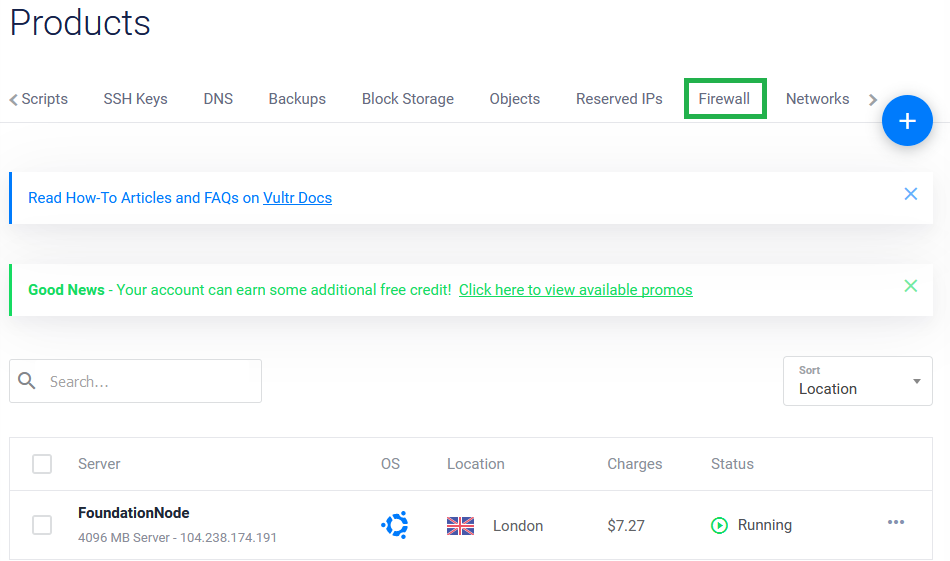 Products
Scripts SSH Keys DNS Backups Block Storage Objects Reserved IPs Firewall Networks
Read How-To Articles and FAQs on Vultr Docs
Good News - Your account can earn some additional free credit! Click here to view available promos
Search...
Sort
Location
Server OS Location Charges Status
FoundationNode
4096 MB Server - 104.238.174.191
London $7.27 Running